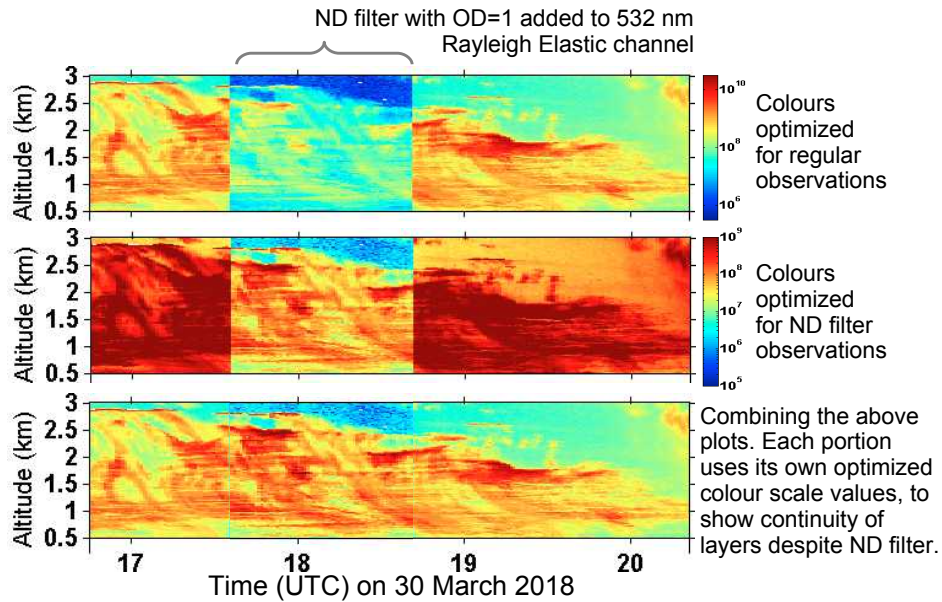 ND filter with OD=1 added to 532 nm
Rayleigh Elastic channel
Altitude (km)
3
2.5
2
1.5
1
0.5
10¹⁰
10⁸
10⁶
Colours
optimized
for regular
observations
Altitude (km)
3
2.5
2
1.5
1
0.5
10⁹
10⁸
10⁷
10⁶
10⁵
Colours
optimized
for ND filter
observations
Altitude (km)
3
2.5
2
1.5
1
0.5
Combining the above
plots. Each portion
uses its own optimized
colour scale values, to
show continuity of
layers despite ND filter.
17 18 19 20
Time (UTC) on 30 March 2018